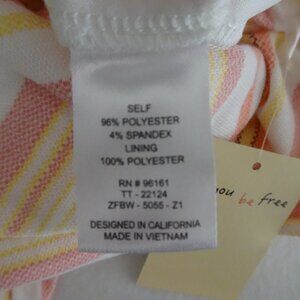 SELF
96% POLYESTER
4% SPANDEX
LINING
100% POLYESTER
RN # 96161
TT - 22124
ZFBW - 5055 - Z1
DESIGNED IN CALIFORNIA
MADE IN VIETNAM
you be free